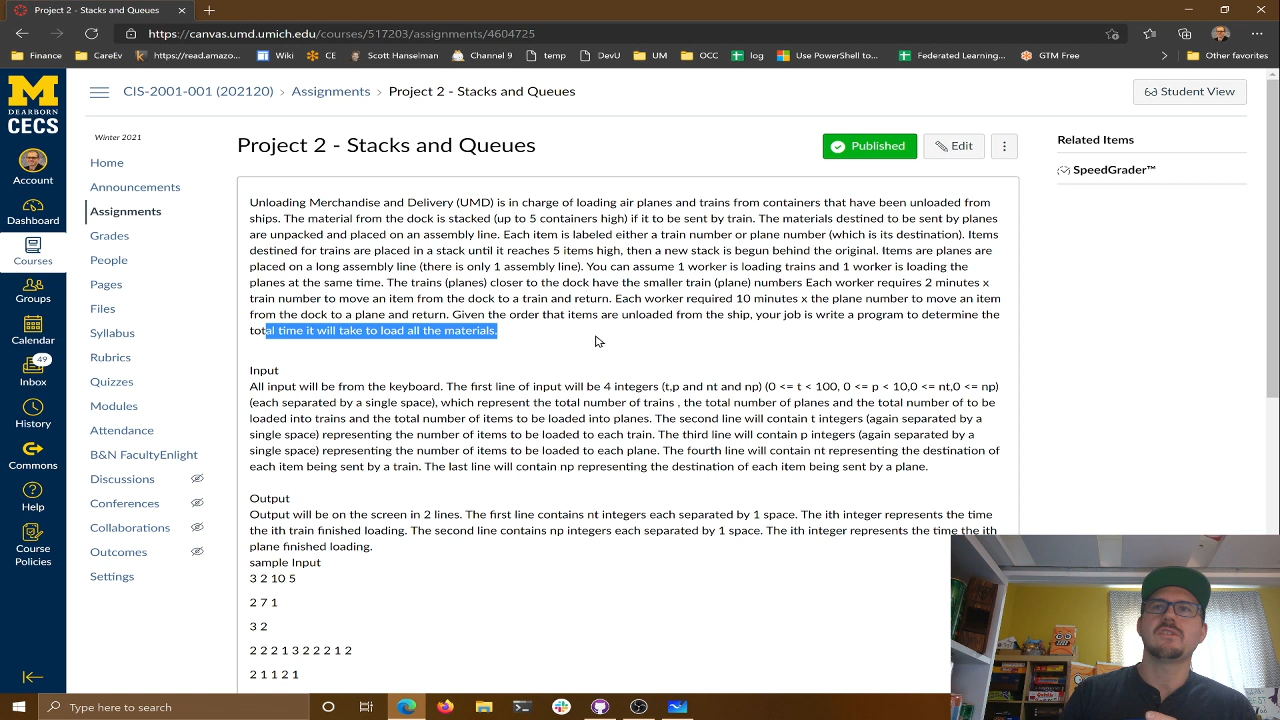 Project 2 - Stacks and Queues
https://canvas.umd.umich.edu/courses/517203/assignments/4604725
Finance
CareEv
https://read.amazo...
Wiki
CE
Scott Hanselman
Channel 9
temp
DevU
UM
OCC
log
Use PowerShell to...
Federated Learning...
GTM Free
Other favorites
M
DEARBORN
CECS
CIS-2001-001 (202120) > Assignments > Project 2 - Stacks and Queues
Student View
Account
Dashboard
Courses
Groups
Calendar
49
Inbox
History
Commons
Help
Course
Policies
Winter 2021
Home
Announcements
Assignments
Grades
People
Pages
Files
Syllabus
Rubrics
Quizzes
Modules
Attendance
B&N FacultyEnlight
Discussions
Conferences
Collaborations
Outcomes
Settings
Project 2 - Stacks and Queues
Published
Edit
Related Items
SpeedGrader™
Unloading Merchandise and Delivery (UMD) is in charge of loading air planes and trains from containers that have been unloaded from
ships. The material from the dock is stacked (up to 5 containers high) if it to be sent by train. The materials destined to be sent by planes
are unpacked and placed on an assembly line. Each item is labeled either a train number or plane number (which is its destination). Items
destined for trains are placed in a stack until it reaches 5 items high, then a new stack is begun behind the original. Items are planes are
placed on a long assembly line (there is only 1 assembly line). You can assume 1 worker is loading trains and 1 worker is loading the
planes at the same time. The trains (planes) closer to the dock have the smaller train (plane) numbers Each worker requires 2 minutes x
train number to move an item from the dock to a train and return. Each worker required 10 minutes x the plane number to move an item
from the dock to a plane and return. Given the order that items are unloaded from the ship, your job is write a program to determine the
total time it will take to load all the materials.
Input
All input will be from the keyboard. The first line of input will be 4 integers (t,p and nt and np) (0 <= t < 100, 0 <= p < 10,0 <= nt,0 <= np)
(each separated by a single space), which represent the total number of trains , the total number of planes and the total number of to be
loaded into trains and the total number of items to be loaded into planes. The second line will contain t integers (again separated by a
single space) representing the number of items to be loaded to each train. The third line will contain p integers (again separated by a
single space) representing the number of items to be loaded to each plane. The fourth line will contain nt representing the destination of
each item being sent by a train. The last line will contain np representing the destination of each item being sent by a plane.
Output
Output will be on the screen in 2 lines. The first line contains nt integers each separated by 1 space. The ith integer represents the time
the ith train finished loading. The second line contains np integers each separated by 1 space. The ith integer represents the time the ith
plane finished loading.
sample Input
3 2 10 5
2 7 1
3 2
2 2 2 1 3 2 2 2 1 2
2 1 1 2 1
Type here to search